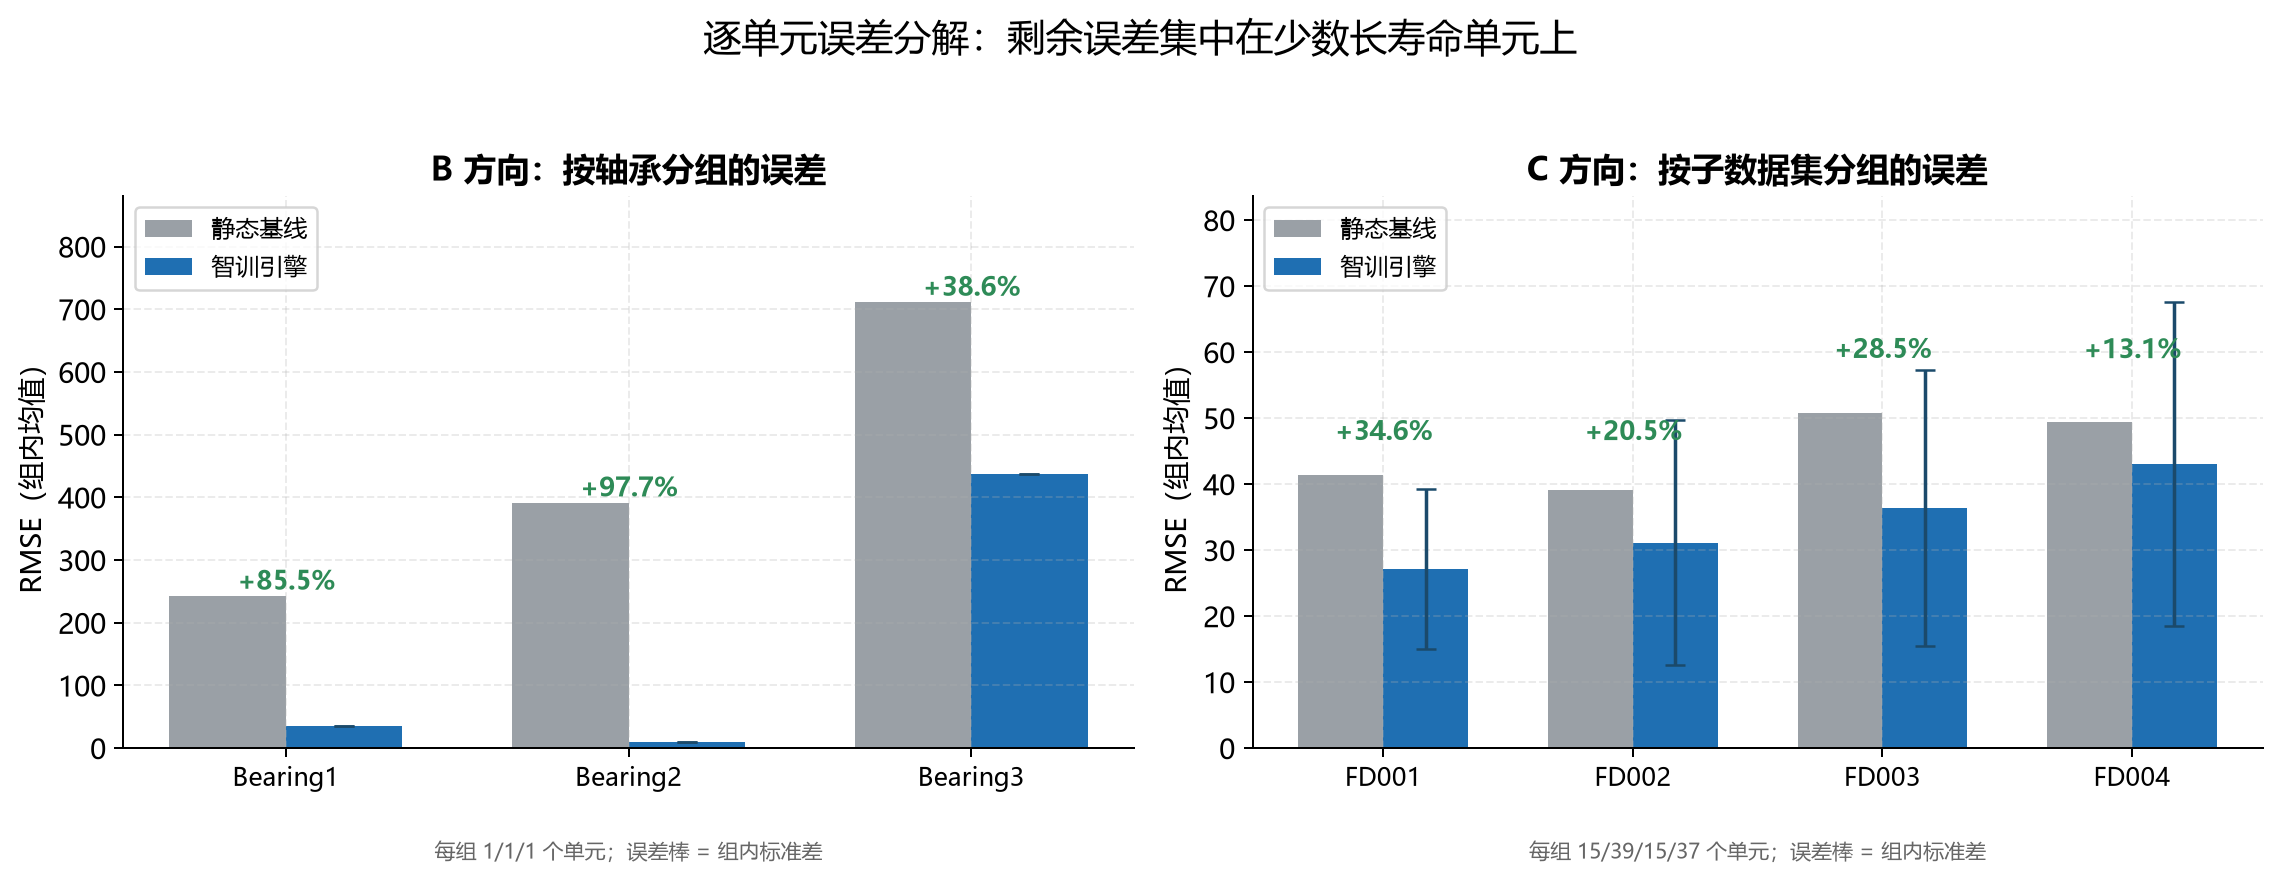 逐单元误差分解：剩余误差集中在少数长寿命单元上
B 方向：按轴承分组的误差
静态基线
智训引擎
RMSE（组内均值）
800
700
600
500
400
300
200
100
0
+85.5%
+97.7%
+38.6%
Bearing1
Bearing2
Bearing3
每组 1/1/1 个单元；误差棒 = 组内标准差
C 方向：按子数据集分组的误差
静态基线
智训引擎
RMSE（组内均值）
80
70
60
50
40
30
20
10
0
+34.6%
+20.5%
+28.5%
+13.1%
FD001
FD002
FD003
FD004
每组 15/39/15/37 个单元；误差棒 = 组内标准差